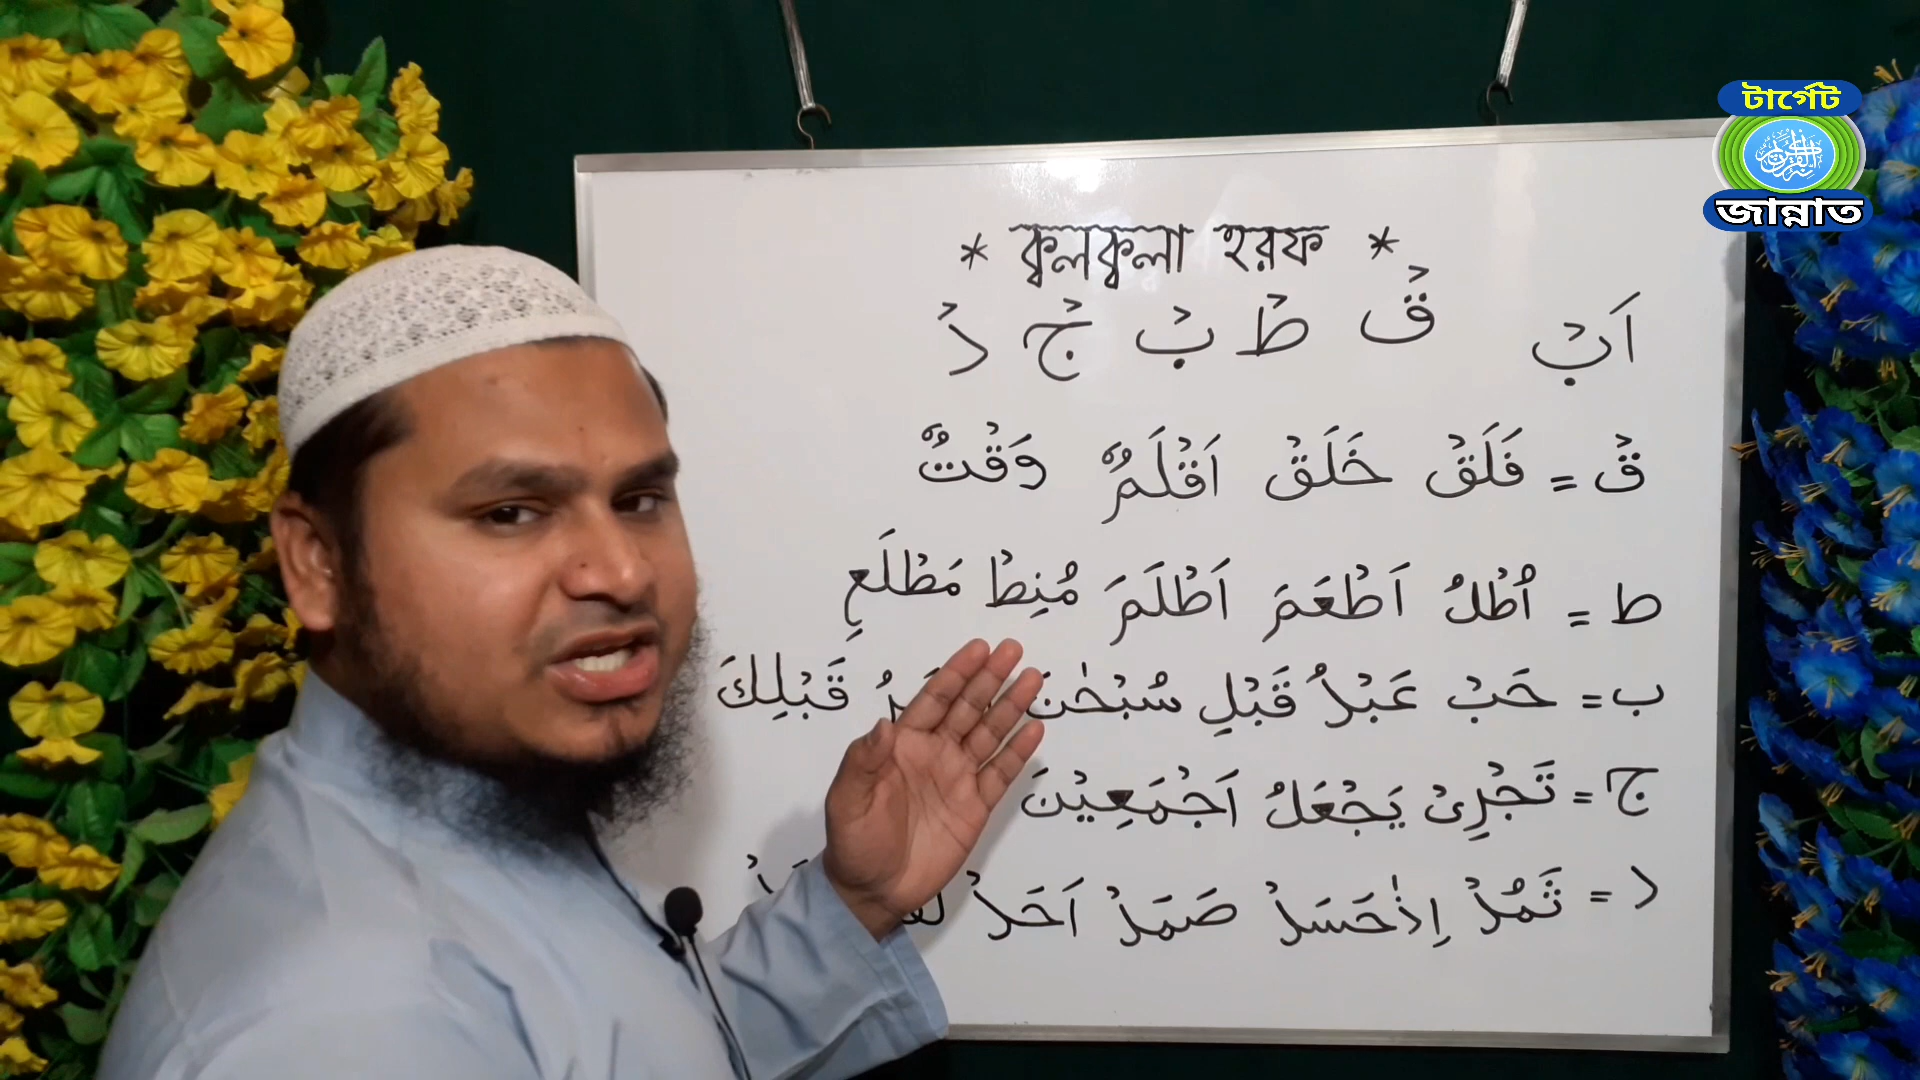 টার্গেট
জান্নাত
* ক্বলক্বলা হরফ *
اَبْ قْ طْ بْ جْ دْ
قْ = فَلَقْ خَلَقْ اَقْلَمٌ وَقْتٌ
ط = اُطْلُ اَطْعَمَ اَطْلَمَ مُنِطْ مَطْلَعِ
ب = حَبْ عَبْدُ قَبْلِ سُبْحٰنَ قَبْلِكَ
ج = تَجْرِىْ يَجْعَلُ اَجْمَعِيْنَ
د = ثَمُدْ اِذْحَسَدْ صَمَدْ اَحَدْ